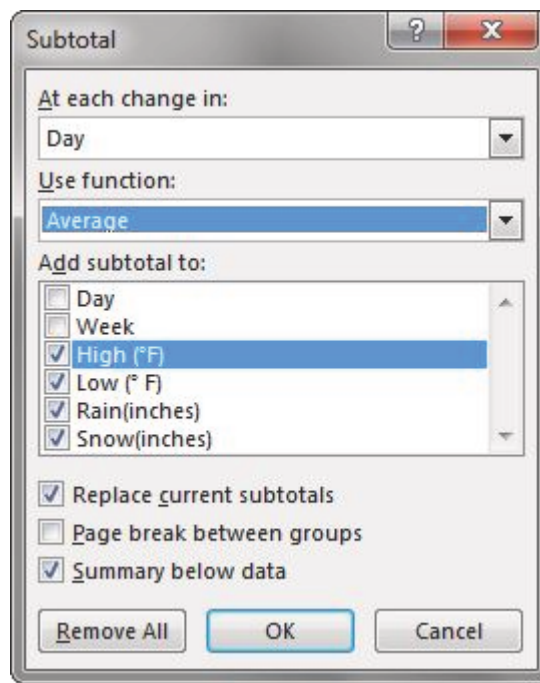 Subtotal
?
At each change in:
Day
Use function:
Average
Add subtotal to:
Day
Week
High (°F)
Low (° F)
Rain(inches)
Snow(inches)
Replace current subtotals
Page break between groups
Summary below data
Remove All OK Cancel